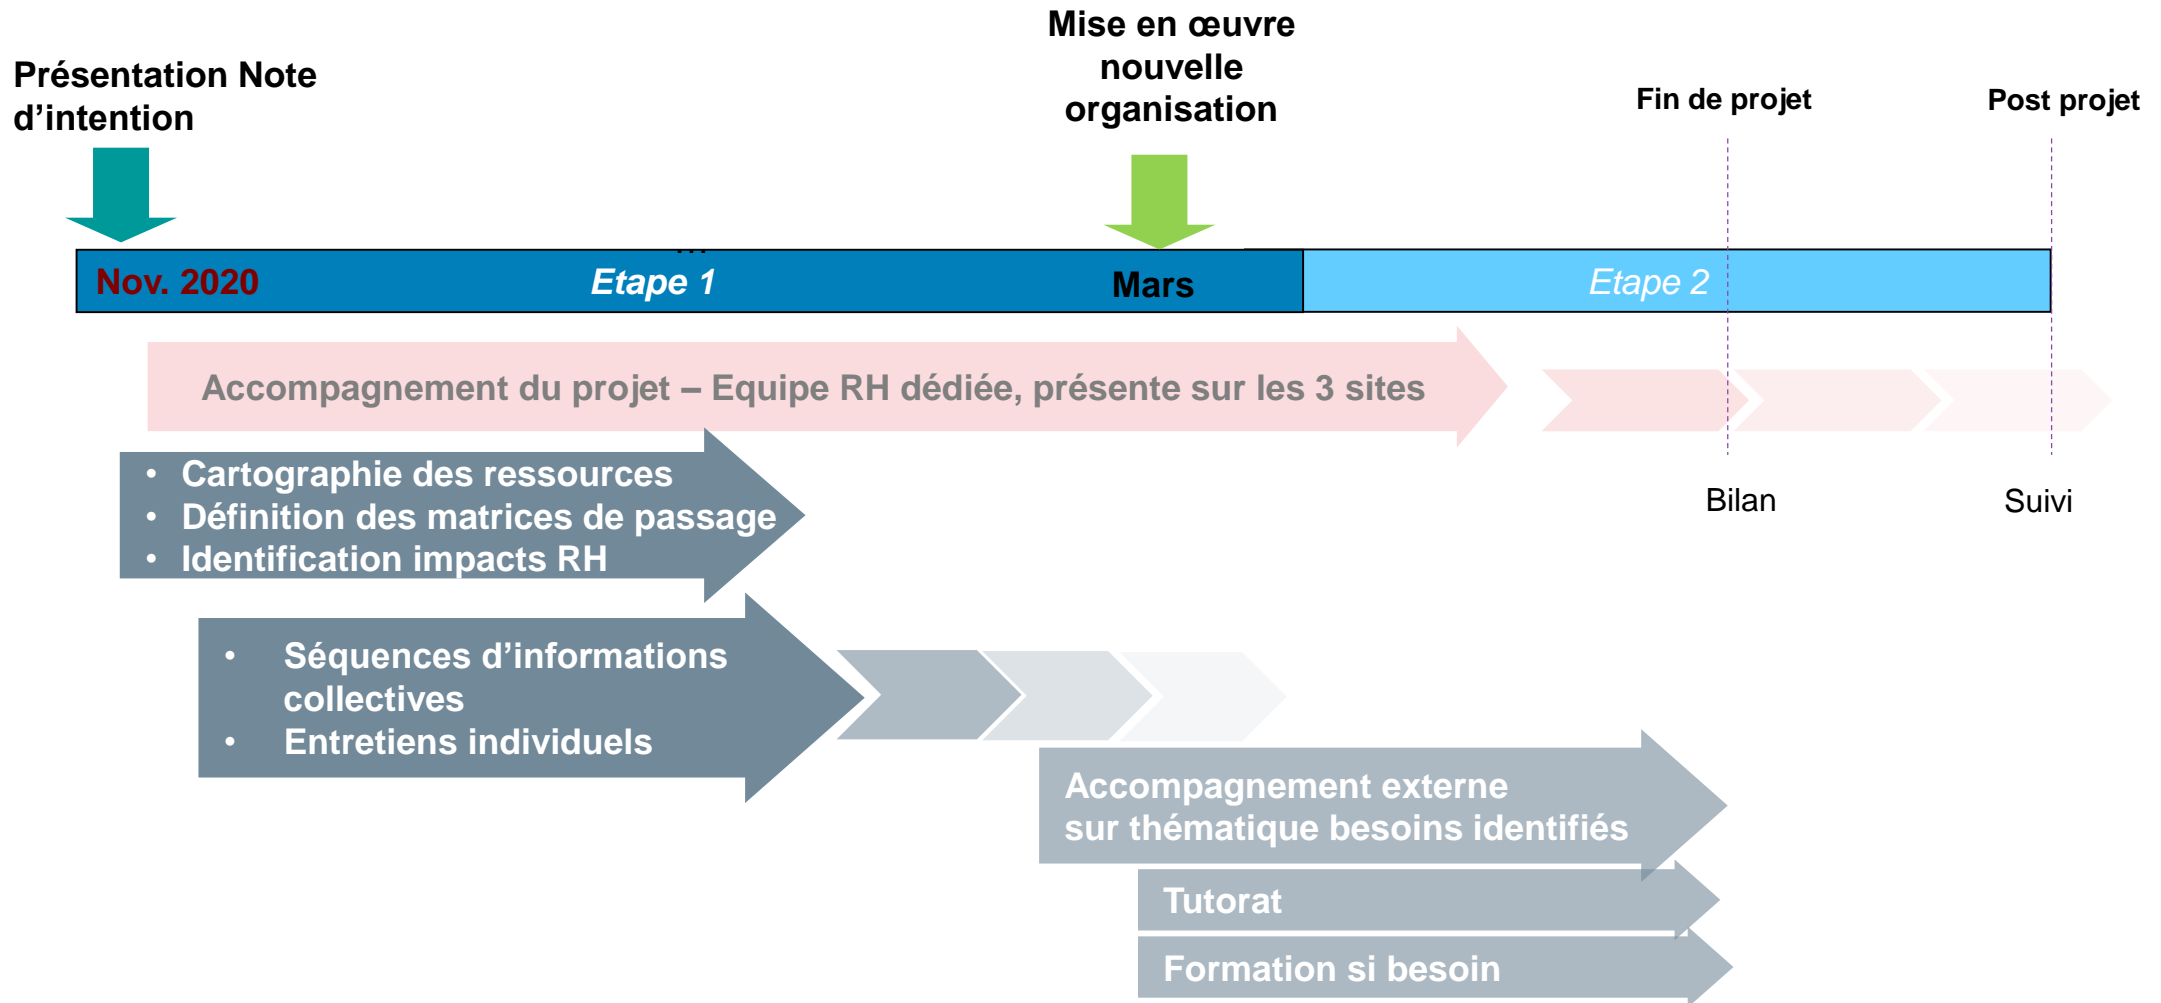 Mise en œuvre
nouvelle
organisation
Présentation Note
d’intention
Fin de projet
Post projet
...
Nov. 2020
Etape 1
Mars
Etape 2
Accompagnement du projet – Equipe RH dédiée, présente sur les 3 sites
• Cartographie des ressources
• Définition des matrices de passage
• Identification impacts RH
Bilan
Suivi
• Séquences d’informations
collectives
• Entretiens individuels
Accompagnement externe
sur thématique besoins identifiés
Tutorat
Formation si besoin